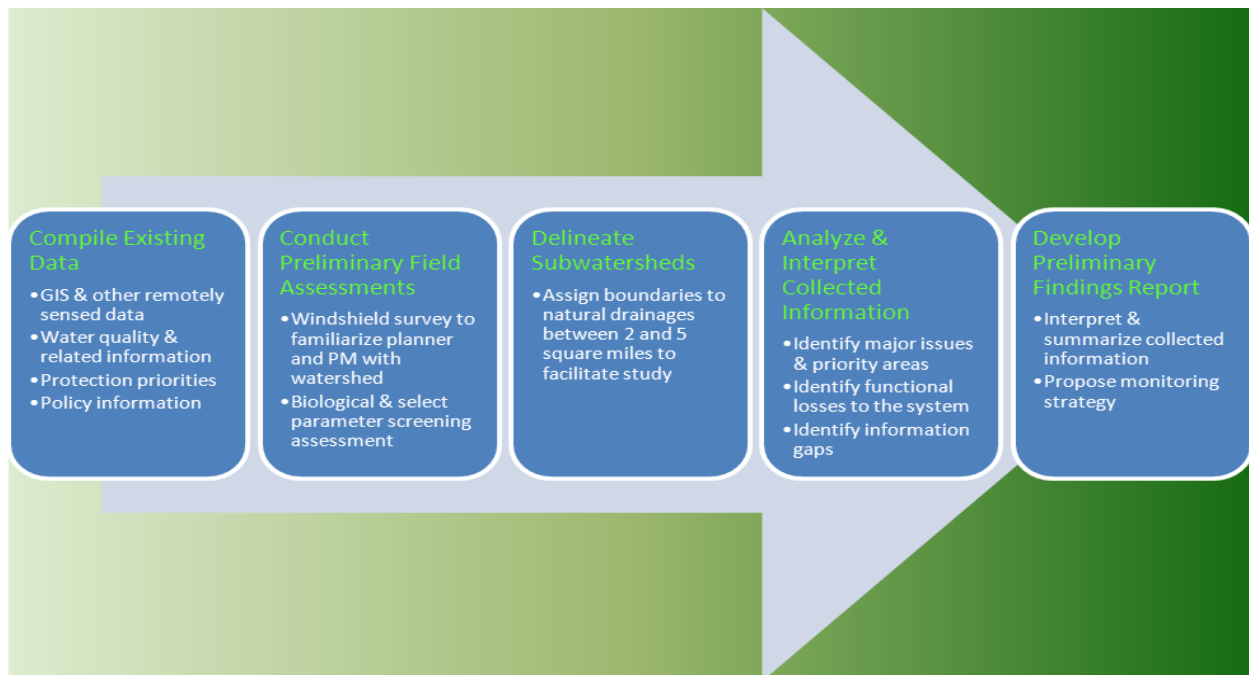 Compile Existing
Data
•GIS & other remotely
sensed data
•Water quality &
related information
•Protection priorities
•Policy information
Conduct
Preliminary Field
Assessments
•Windshield survey to
familiarize planner
and PM with
watershed
•Biological & select
parameter screening
assessment
Delineate
Subwatersheds
•Assign boundaries to
natural drainages
between 2 and 5
square miles to
facilitate study
Analyze &
Interpret
Collected
Information
•Identify major issues
& priority areas
•Identify functional
losses to the system
•Identify information
gaps
Develop
Preliminary
Findings Report
•Interpret &
summarize collected
information
•Propose monitoring
strategy